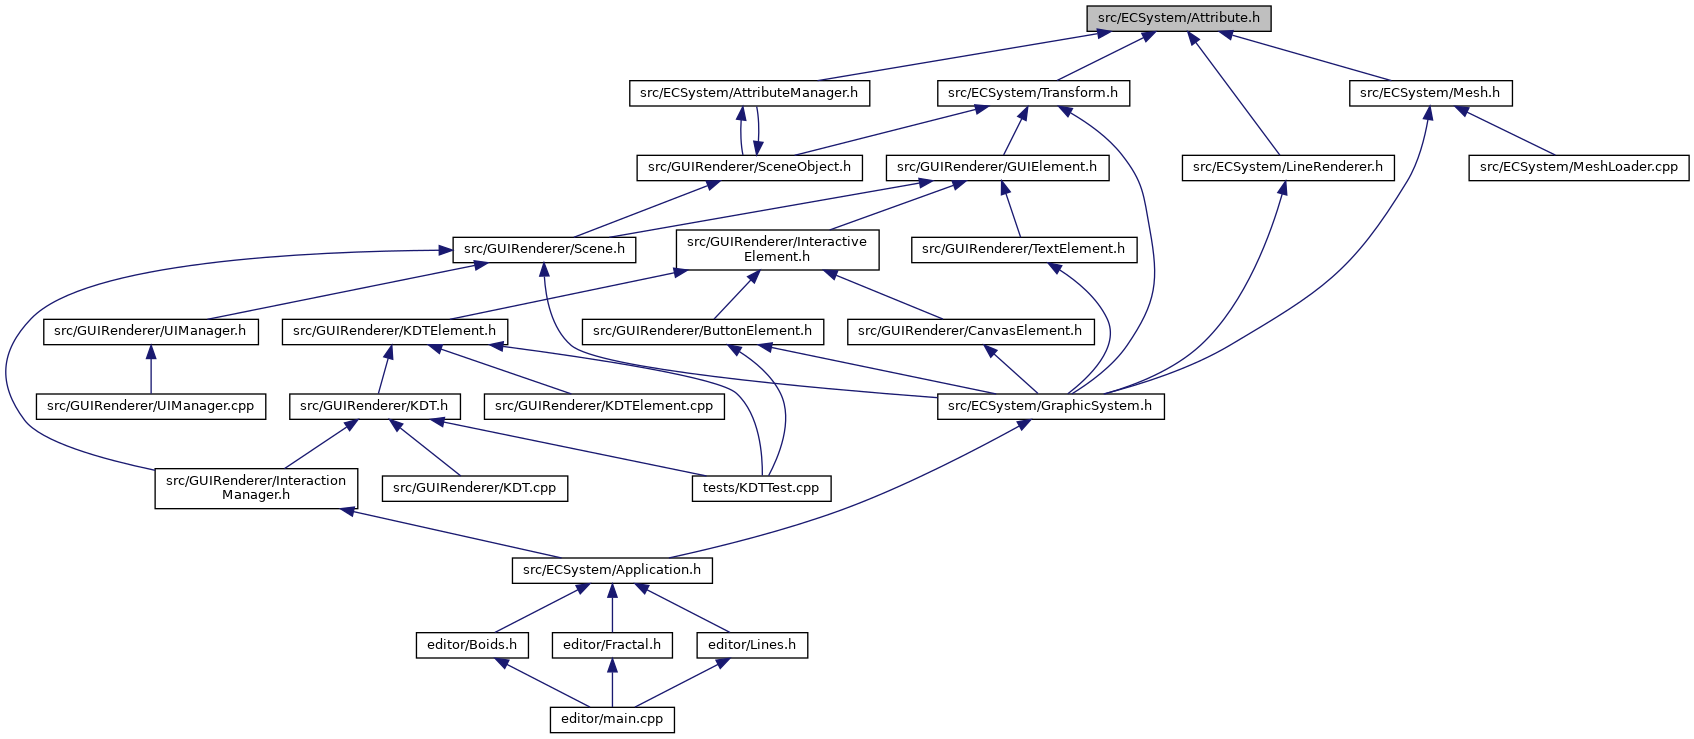 src/ECSystem/Attribute.h
src/ECSystem/AttributeManager.h
src/ECSystem/Transform.h
src/ECSystem/Mesh.h
src/GUIRenderer/SceneObject.h
src/GUIRenderer/GUIElement.h
src/ECSystem/LineRenderer.h
src/ECSystem/MeshLoader.cpp
src/GUIRenderer/Scene.h
src/GUIRenderer/Interactive
Element.h
src/GUIRenderer/TextElement.h
src/GUIRenderer/UIManager.h
src/GUIRenderer/KDTElement.h
src/GUIRenderer/ButtonElement.h
src/GUIRenderer/CanvasElement.h
src/GUIRenderer/UIManager.cpp
src/GUIRenderer/KDT.h
src/GUIRenderer/KDTElement.cpp
src/ECSystem/GraphicSystem.h
src/GUIRenderer/Interaction
Manager.h
src/GUIRenderer/KDT.cpp
tests/KDTTest.cpp
src/ECSystem/Application.h
editor/Boids.h
editor/Fractal.h
editor/Lines.h
editor/main.cpp